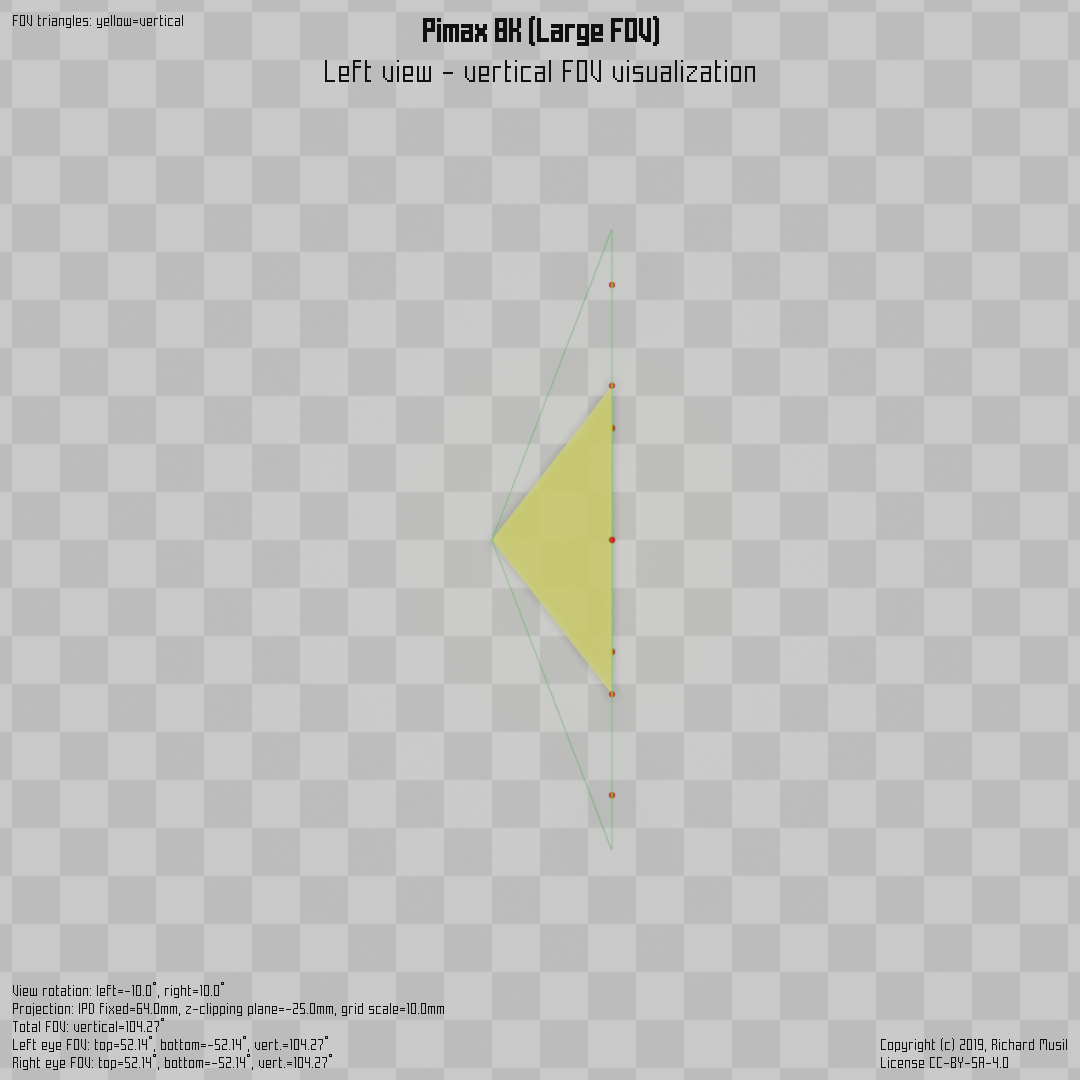 FOV triangles: yellow=vertical
Pimax 8K (Large FOV)
Left view - vertical FOV visualization
View rotation: left=-10.0°, right=10.0°
Projection: IPD fixed=64.0mm, z-clipping plane=-25.0mm, grid scale=10.0mm
Total FOV: vertical=104.27°
Left eye FOV: top=52.14°, bottom=-52.14°, vert.=104.27°
Right eye FOV: top=52.14°, bottom=-52.14°, vert.=104.27°
Copyright (c) 2019, Richard Musil
License CC-BY-SA-4.0